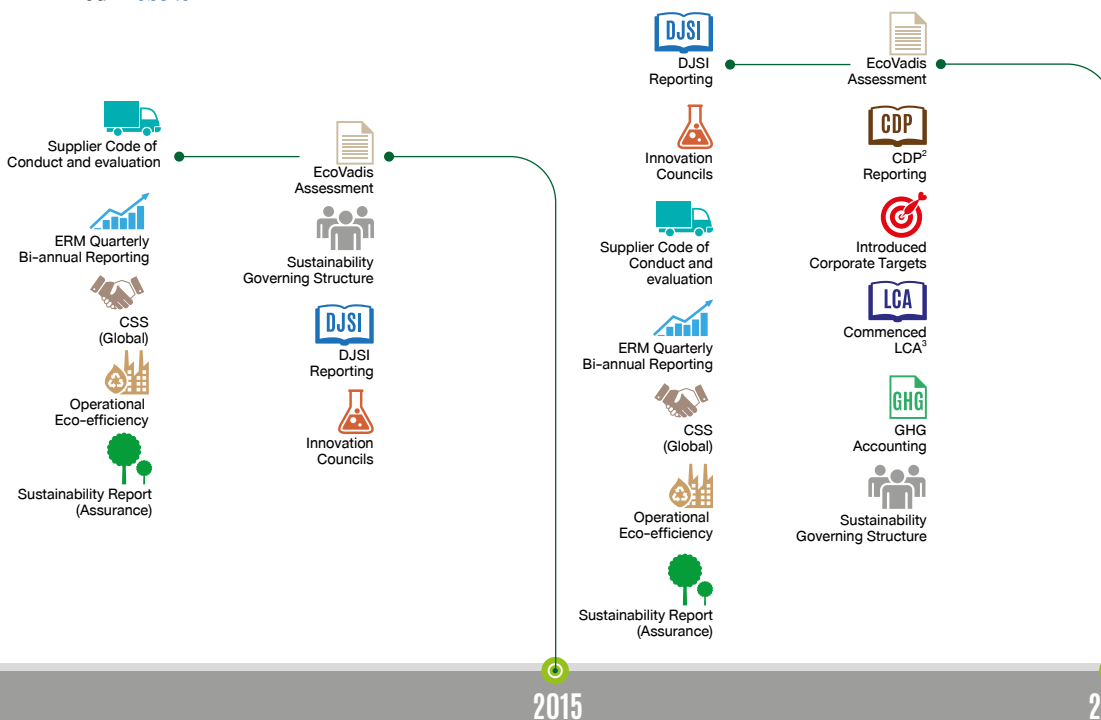 Supplier Code of
Conduct and evaluation
ERM Quarterly
Bi-annual Reporting
CSS
(Global)
Operational
Eco-efficiency
Sustainability Report
(Assurance)
EcoVadis
Assessment
Sustainability
Governing Structure
DJSI
DJSI
Reporting
Innovation
Councils
2015
DJSI
DJSI
Reporting
Innovation
Councils
Supplier Code of
Conduct and
evaluation
ERM Quarterly
Bi-annual Reporting
CSS
(Global)
Operational
Eco-efficiency
Sustainability Report
(Assurance)
EcoVadis
Assessment
CDP
CDP²
Reporting
Introduced
Corporate Targets
LCA
Commenced
LCA³
GHG
GHG
Accounting
Sustainability
Governing Structure
2